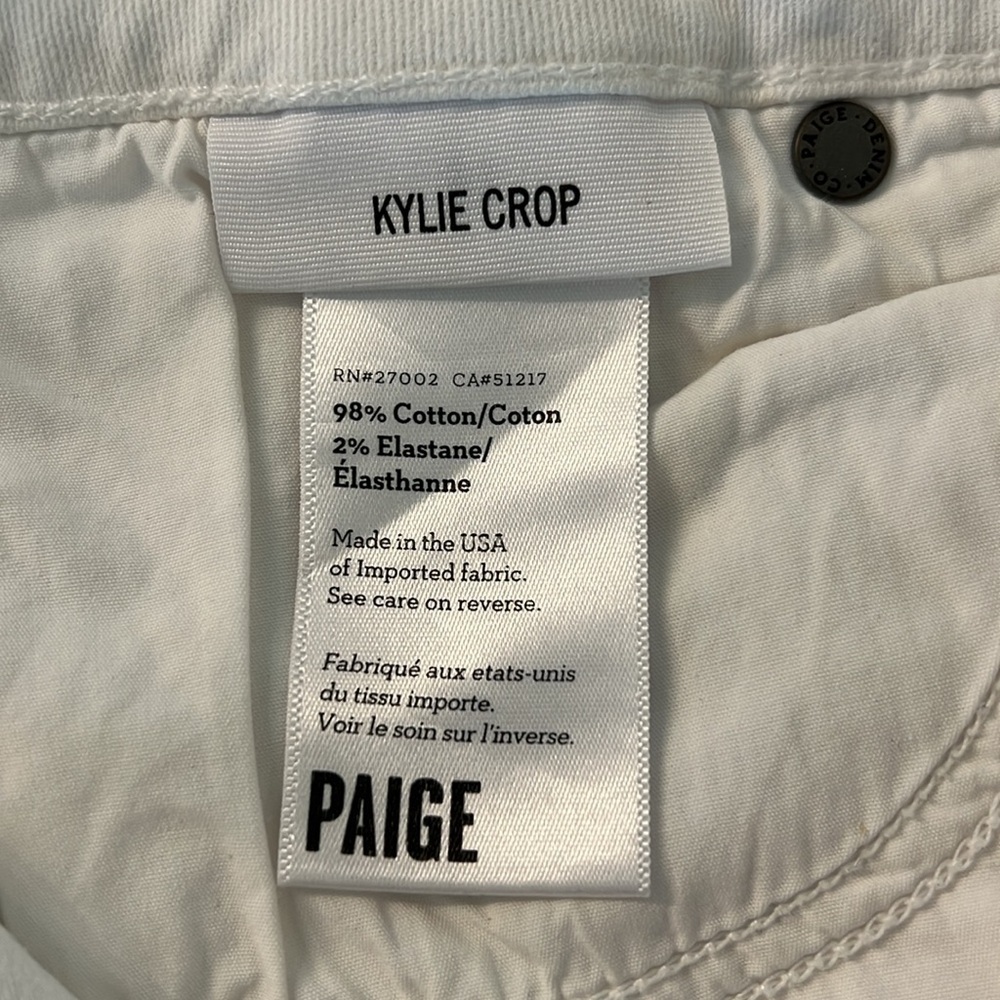 KYLIE CROP
PAIGE · DENIM · CO ·
RN#27002 CA#51217
98% Cotton/Coton
2% Elastane/
Élasthanne
Made in the USA
of Imported fabric.
See care on reverse.
Fabriqué aux etats-unis
du tissu importe.
Voir le soin sur l'inverse.
PAIGE